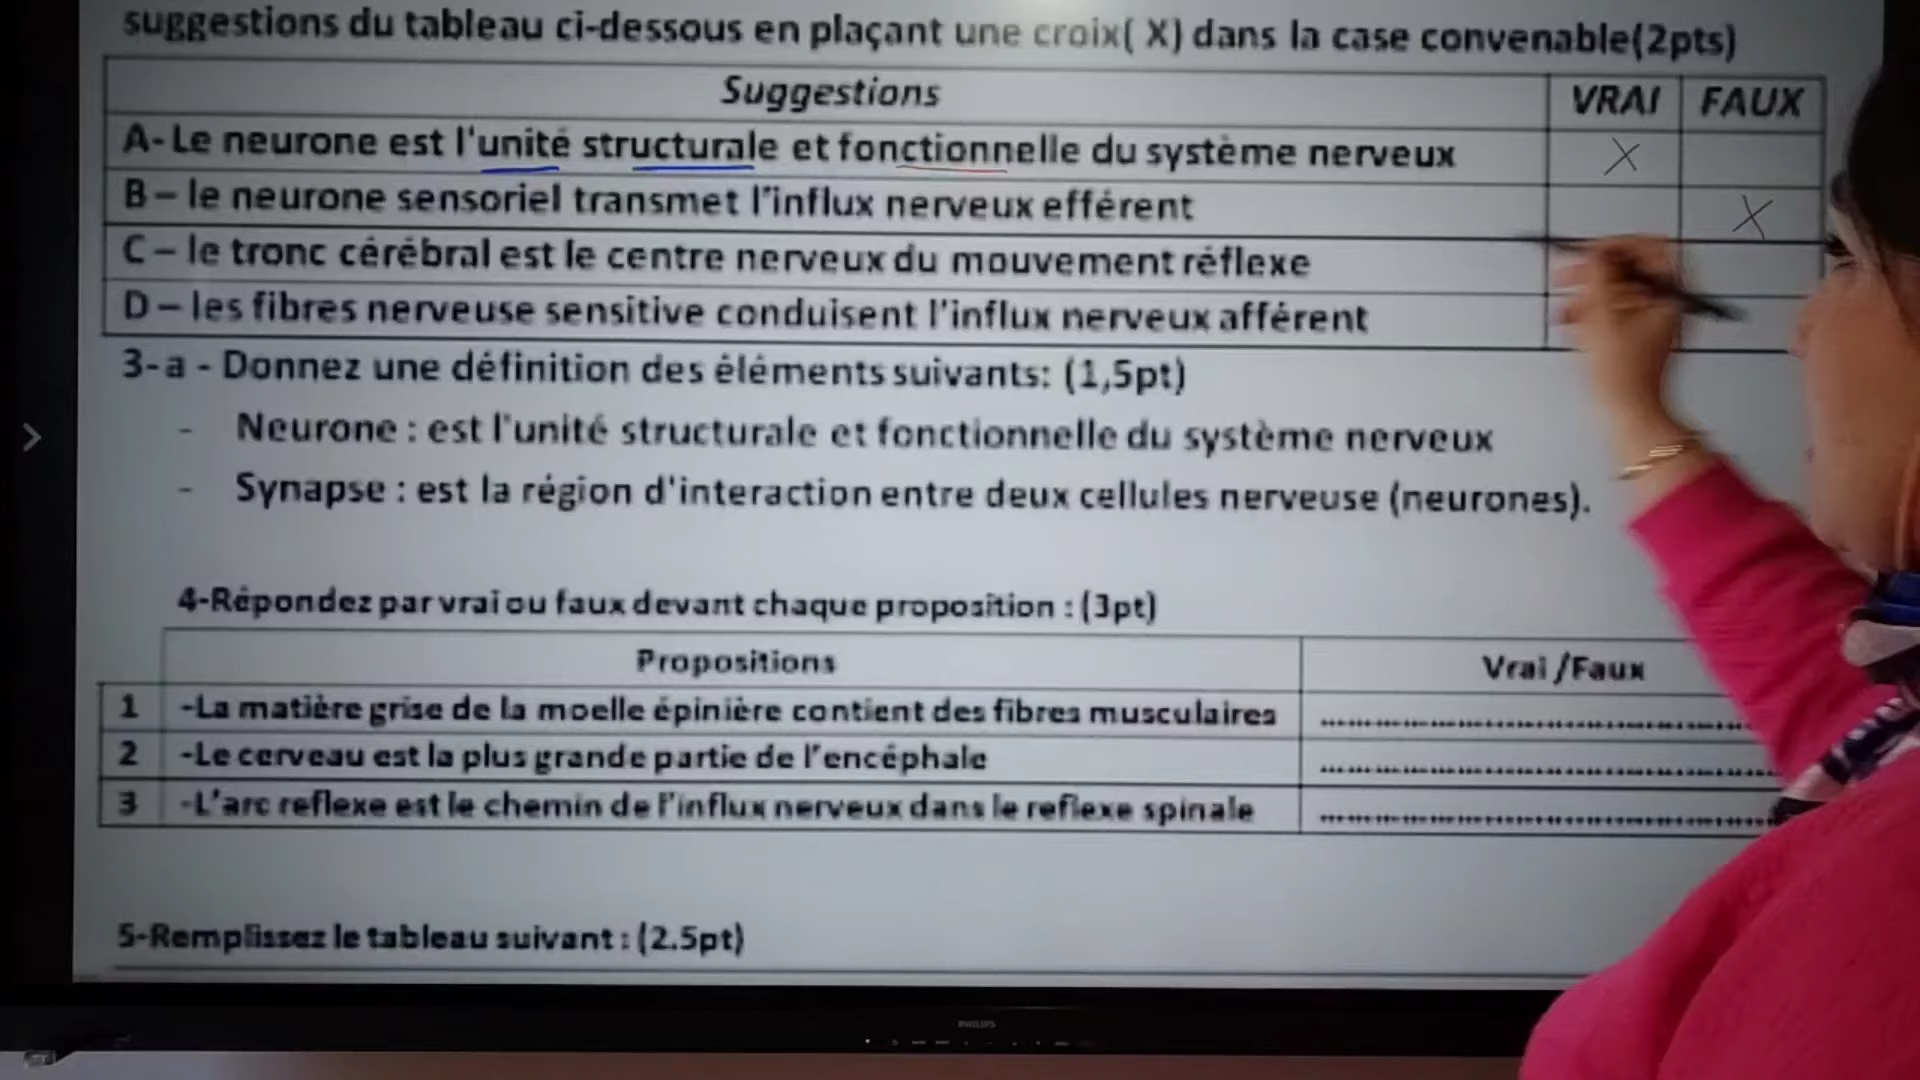 suggestions du tableau ci-dessous en plaçant une croix( X) dans la case convenable(2pts)
Suggestions VRAI FAUX
A- Le neurone est l'unité structurale et fonctionnelle du système nerveux X
B – le neurone sensoriel transmet l'influx nerveux efférent X
C – le tronc cérébral est le centre nerveux du mouvement réflexe
D – les fibres nerveuse sensitive conduisent l'influx nerveux afférent
3- a - Donnez une définition des éléments suivants: (1,5pt)
- Neurone : est l'unité structurale et fonctionnelle du système nerveux
- Synapse : est la région d'interaction entre deux cellules nerveuse (neurones).
4-Répondez par vrai ou faux devant chaque proposition : (3pt)
Propositions Vrai /Faux
1 -La matière grise de la moelle épinière contient des fibres musculaires
2 -Le cerveau est la plus grande partie de l'encéphale
3 -L'arc reflexe est le chemin de l'influx nerveux dans le reflexe spinale
5-Remplissez le tableau suivant : (2.5pt)
PHILIPS